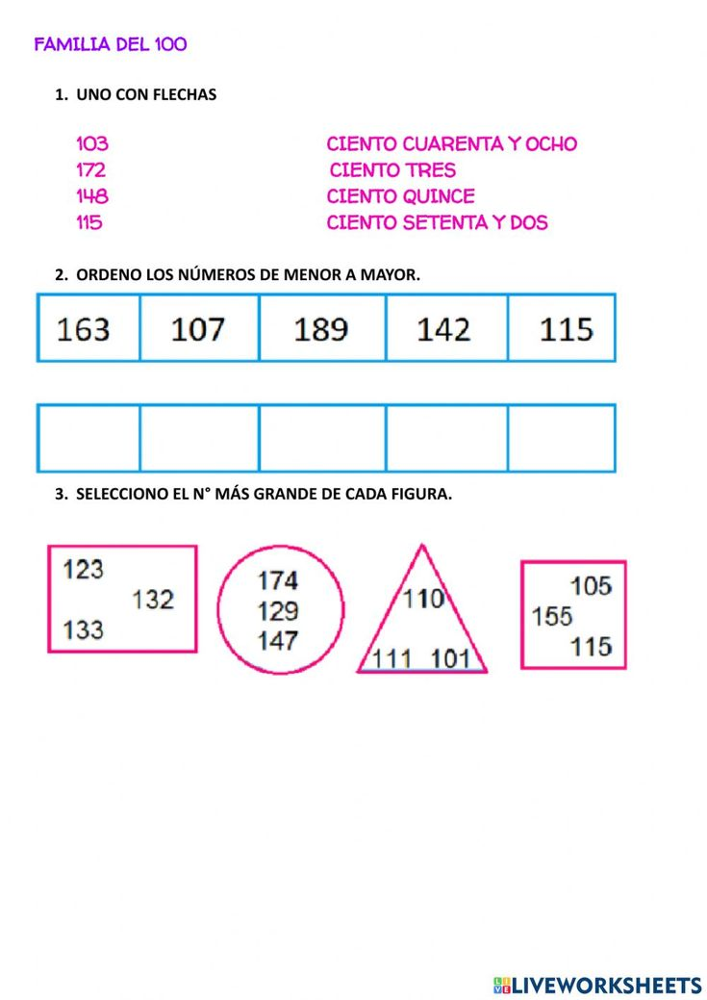 FAMILIA DEL 100
1. UNO CON FLECHAS
103 CIENTO CUARENTA Y OCHO
172 CIENTO TRES
148 CIENTO QUINCE
115 CIENTO SETENTA Y DOS
2. ORDENO LOS NÚMEROS DE MENOR A MAYOR.
163 107 189 142 115
3. SELECCIONO EL N° MÁS GRANDE DE CADA FIGURA.
123
132
133
174
129
147
110
111 101
105
155
115
LIVE LIVEWORKSHEETS